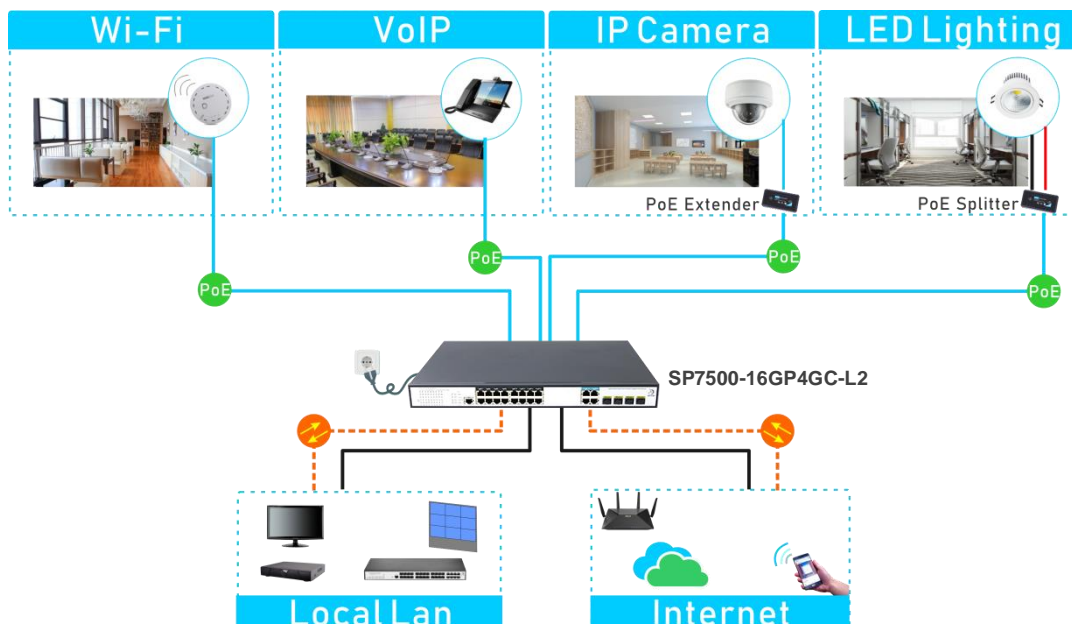 Wi-Fi
VoIP
IP Camera
LED Lighting
PoE Extender
PoE Splitter
PoE
PoE
PoE
PoE
SP7500-16GP4GC-L2
Local Lan
Internet